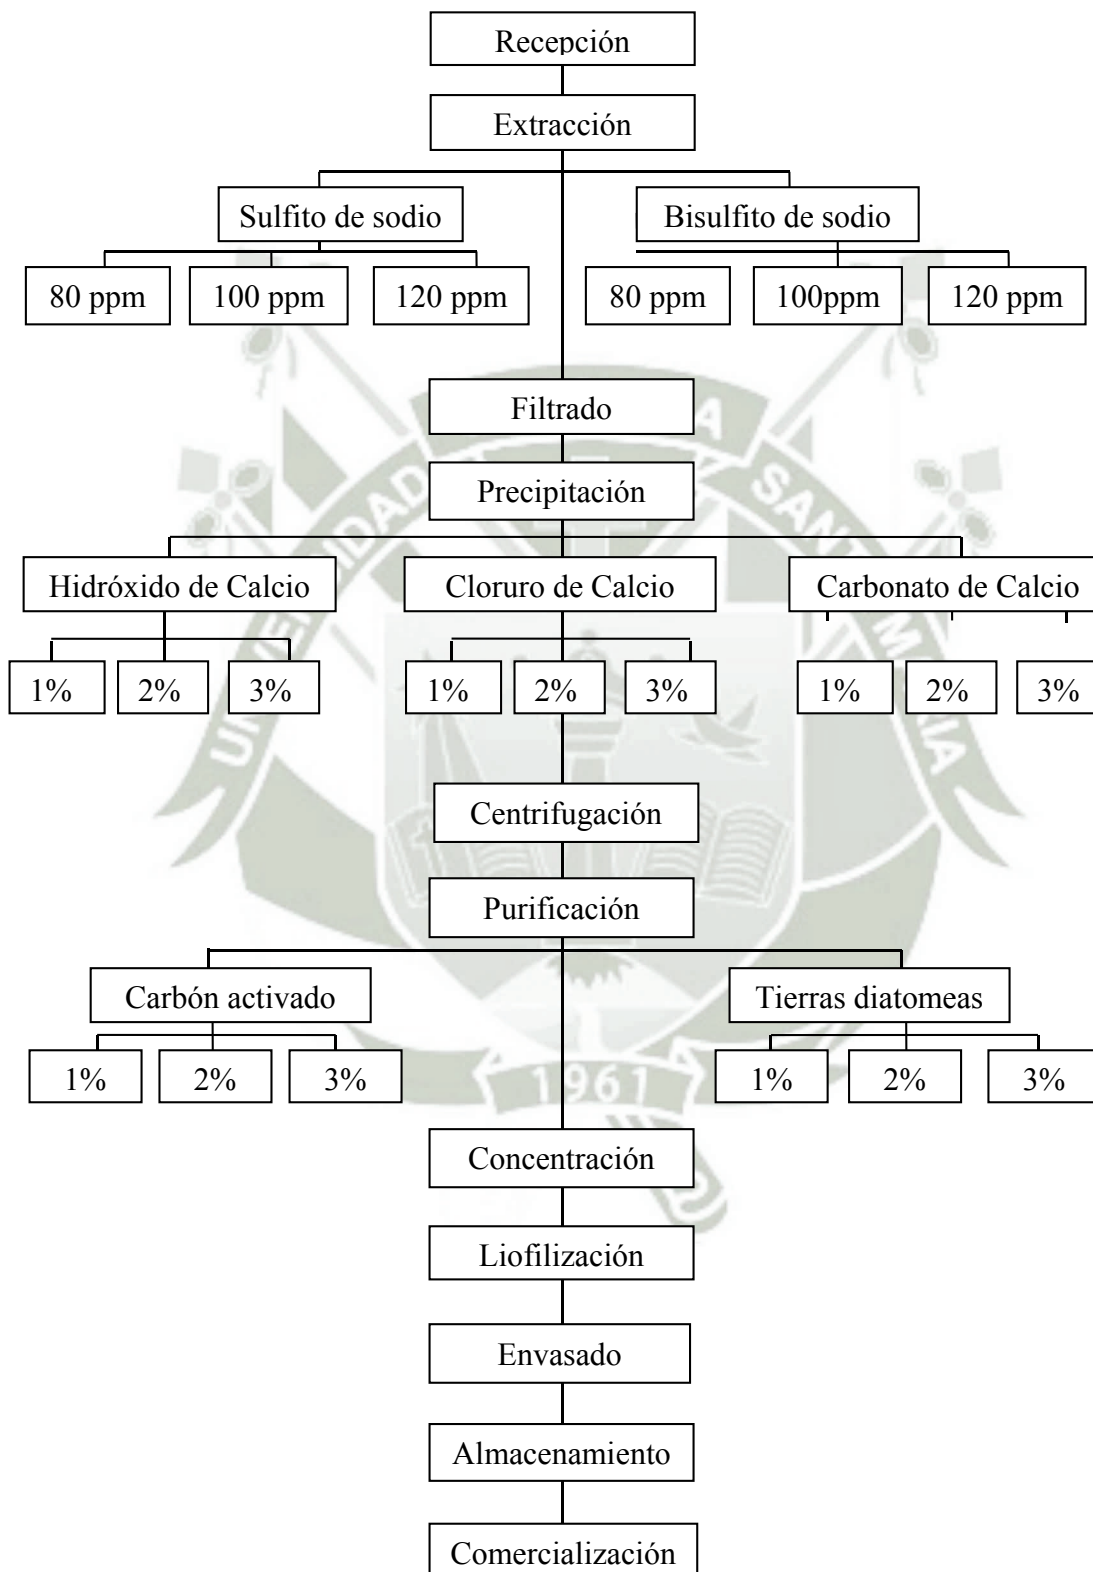 Recepción
Extracción
Sulfito de sodio
Bisulfito de sodio
80 ppm
100 ppm
120 ppm
80 ppm
100ppm
120 ppm
Filtrado
Precipitación
Hidróxido de Calcio
Cloruro de Calcio
Carbonato de Calcio
1%
2%
3%
1%
2%
3%
1%
2%
3%
Centrifugación
Purificación
Carbón activado
Tierras diatomeas
1%
2%
3%
1%
2%
3%
1961
Concentración
Liofilización
Envasado
Almacenamiento
Comercialización